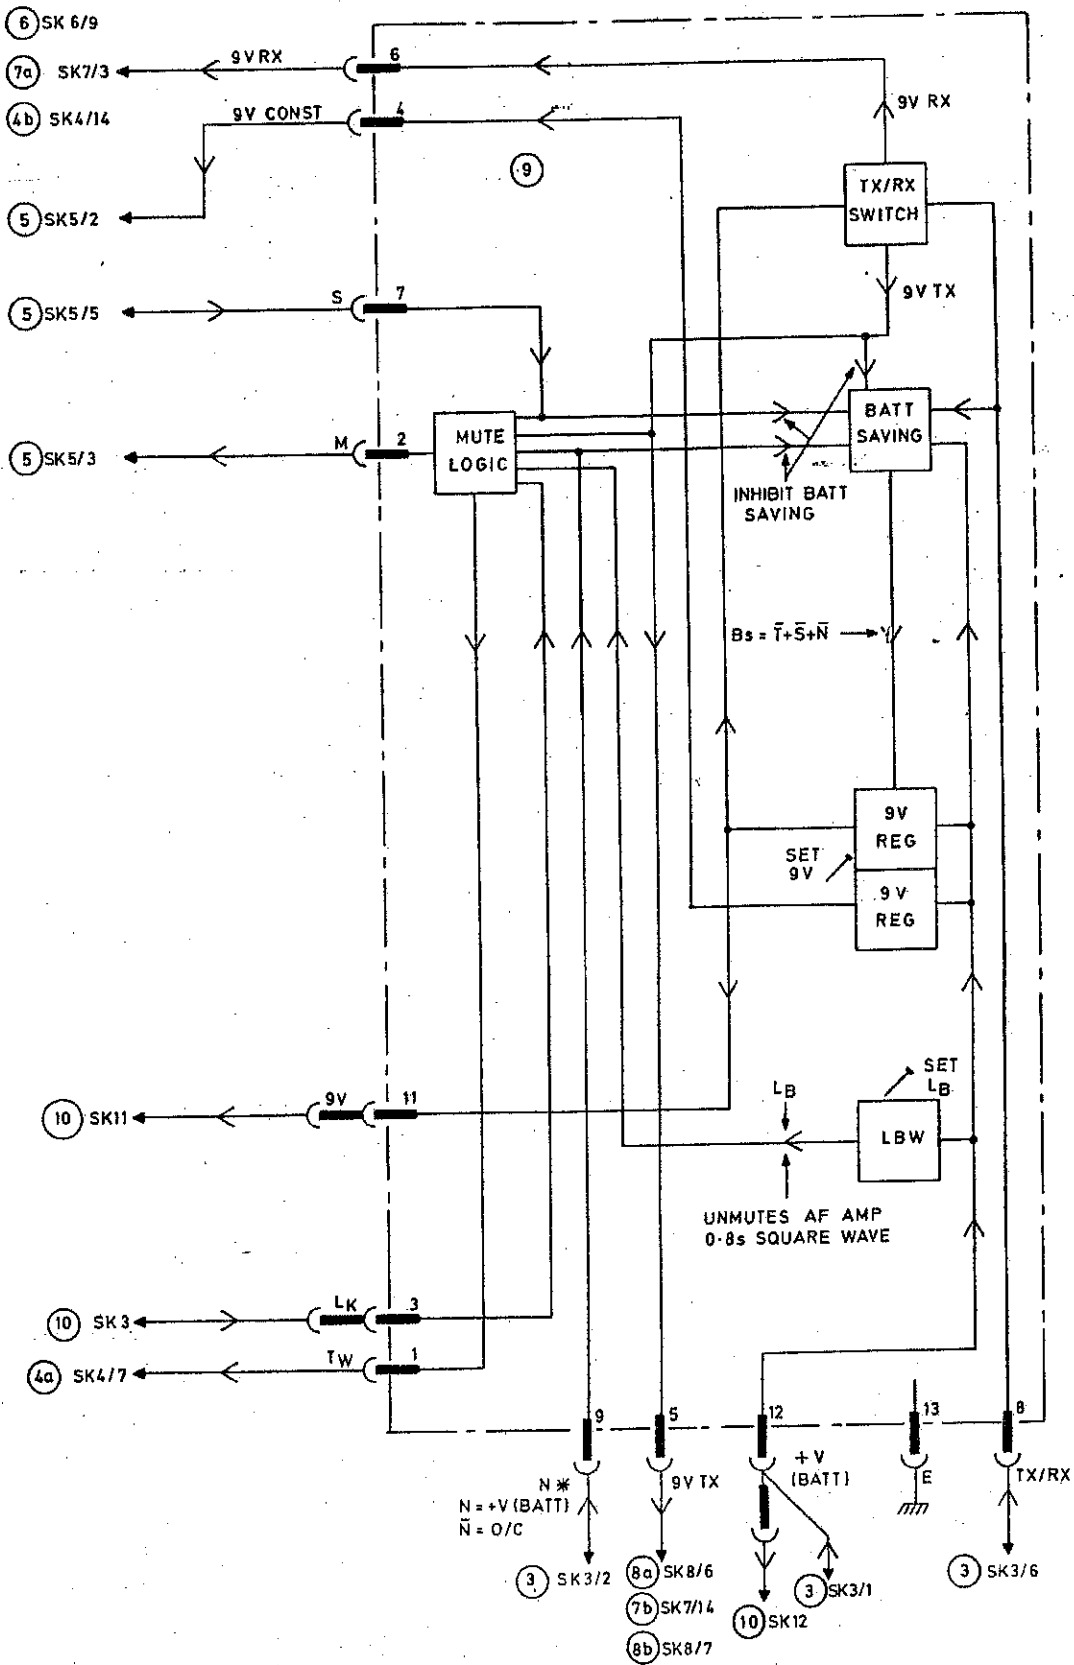 6 SK 6/9
7a SK7/3
9V RX
6
4b SK4/14
9V CONST
4
9V RX
.9
TX/RX
SWITCH
5 SK5/2
9V TX
5 SK5/5
S
7
BATT
SAVING
5 SK5/3
M
2
MUTE
LOGIC
INHIBIT BATT
SAVING
Bs = T̄+S̄+N̄
9V
REG
SET
9V
9V
REG
SET
LB
LB
10 SK11
9V
11
LBW
UNMUTES AF AMP
0·8s SQUARE WAVE
10 SK3
LK
3
4a SK4/7
TW
1
9
5
12
13
8
+V
(BATT)
E
TX/RX
N *
N = +V (BATT)
N̄ = O/C
9V TX
3 SK3/2
8a SK8/6
7b SK7/14
8b SK8/7
10 SK12
3 SK3/1
3 SK3/6